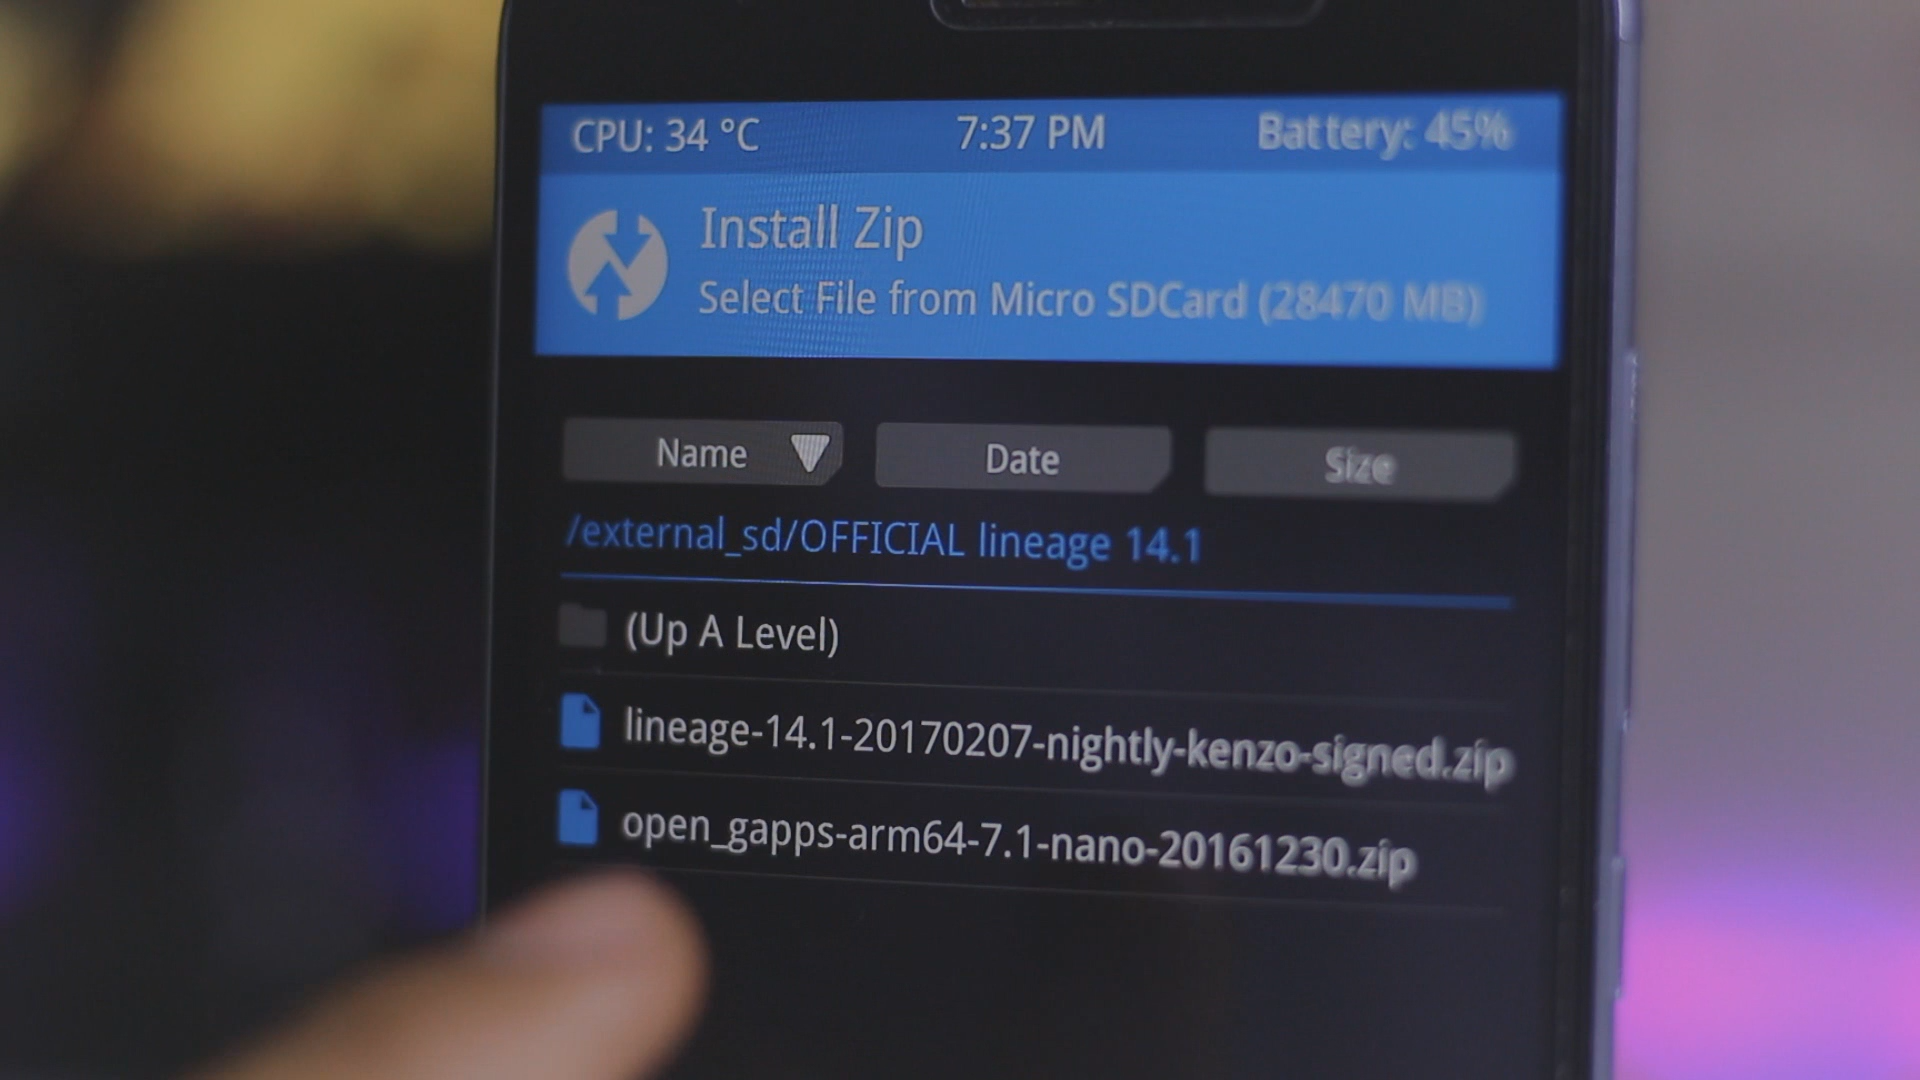 CPU: 34 °C 7:37 PM Battery: 45%
Install Zip
Select File from Micro SDCard (28470 MB)
Name Date Size
/external_sd/OFFICIAL lineage 14.1
(Up A Level)
lineage-14.1-20170207-nightly-kenzo-signed.zip
open_gapps-arm64-7.1-nano-20161230.zip